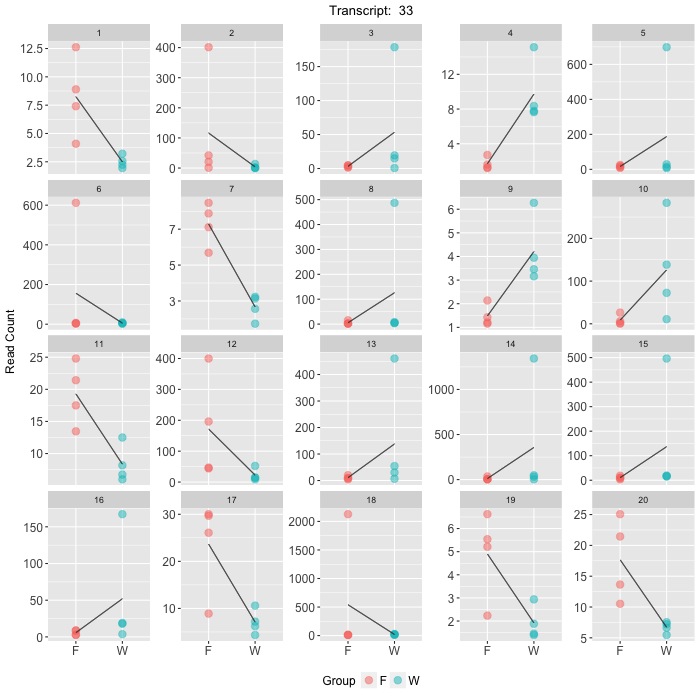 Transcript: 33
1 2 3 4 5
12.5 10.0 7.5 5.0 2.5
400 300 200 100 0
150 100 50 0
12 8 4
600 400 200 0
6 7 8 9 10
600 400 200 0
7 5 3
500 400 300 200 100 0
6 5 4 3 2 1
200 100 0
Read Count
11 12 13 14 15
25 20 15 10
400 300 200 100 0
400 300 200 100 0
1000 500 0
500 400 300 200 100 0
16 17 18 19 20
150 100 50 0
30 20 10
2000 1500 1000 500 0
6 5 4 3 2
25 20 15 10 5
F W F W F W F W F W
Group F W